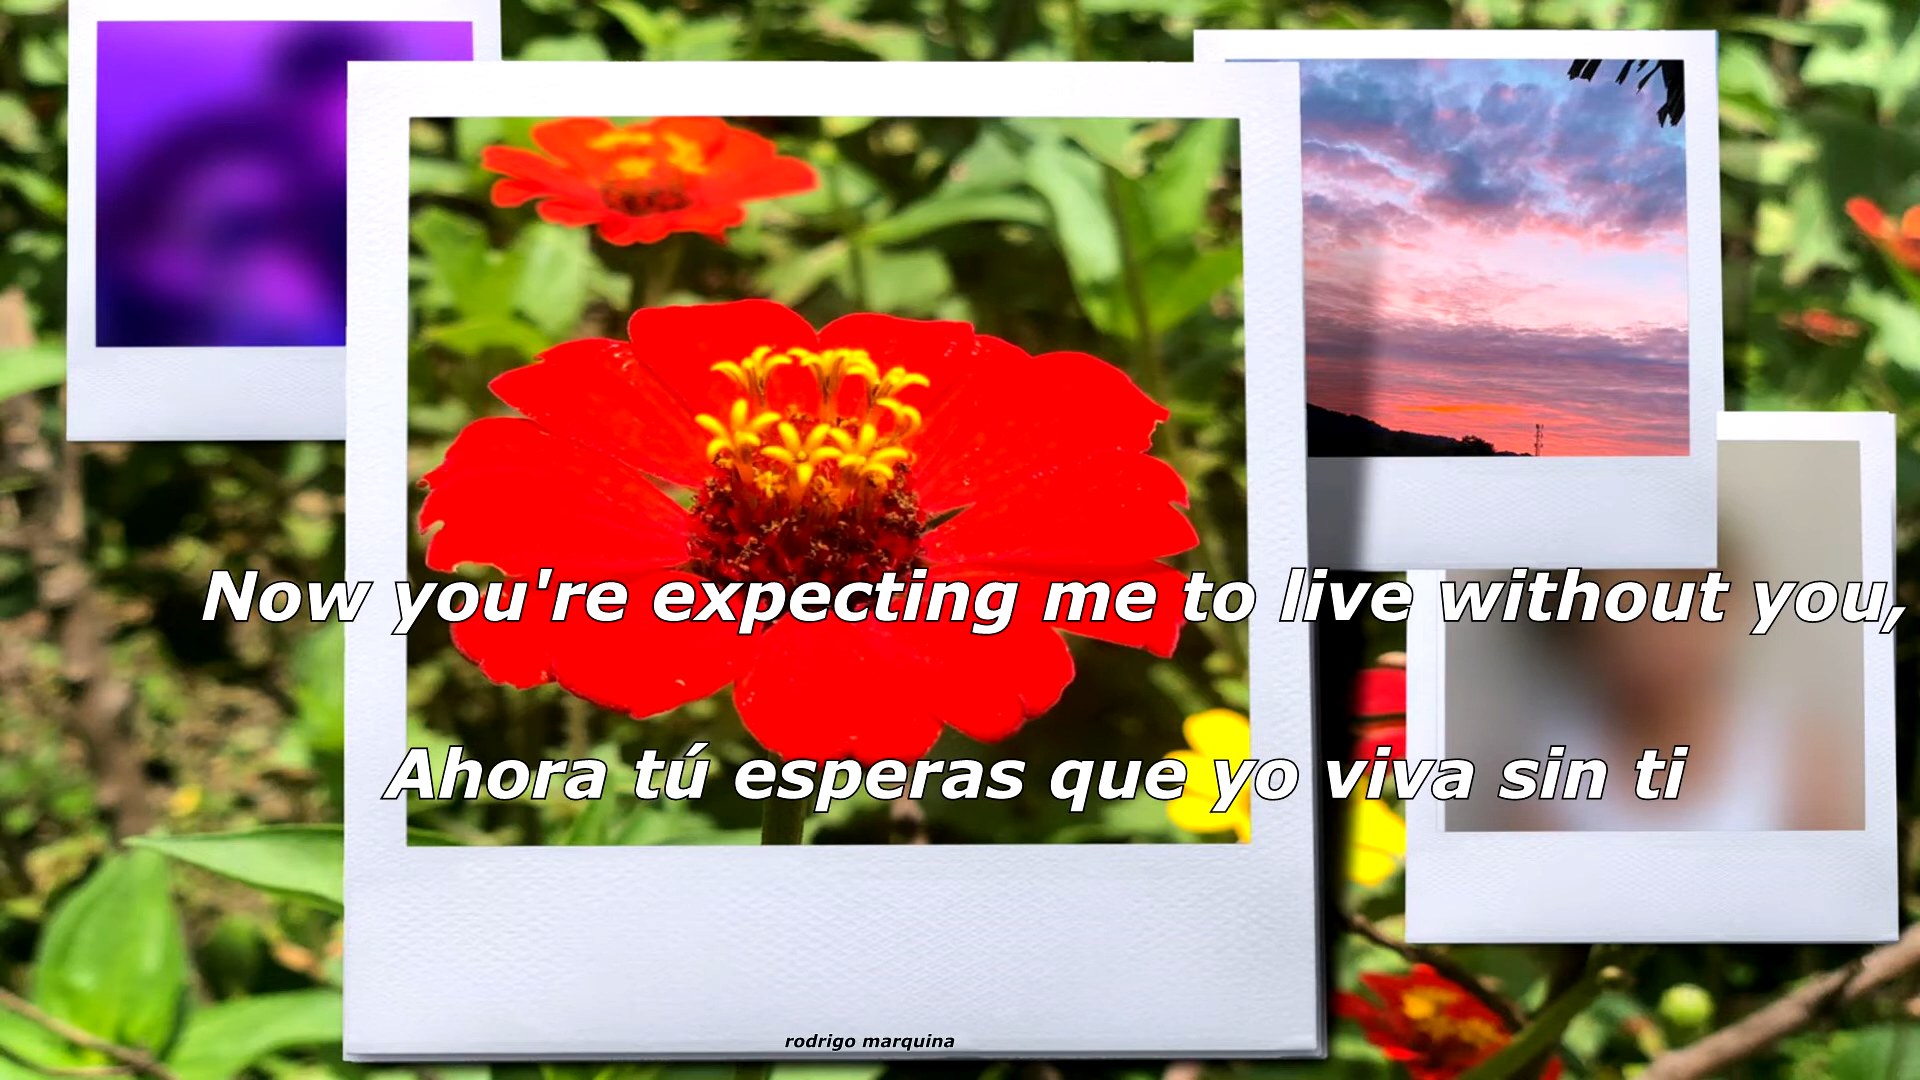 Now you're expecting me to live without you,
Ahora tú esperas que yo viva sin ti
rodrigo marquina